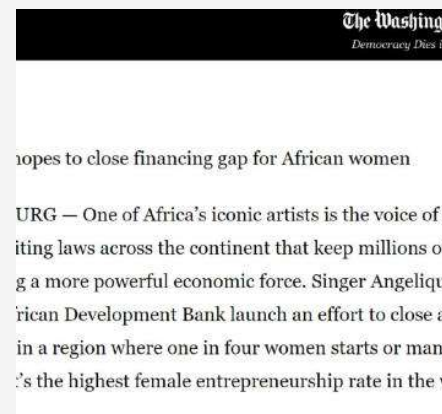 The Washing
Democracy Dies i
hopes to close financing gap for African women
URG — One of Africa's iconic artists is the voice of
iting laws across the continent that keep millions o
g a more powerful economic force. Singer Angeliqu
rican Development Bank launch an effort to close a
in a region where one in four women starts or man
's the highest female entrepreneurship rate in the